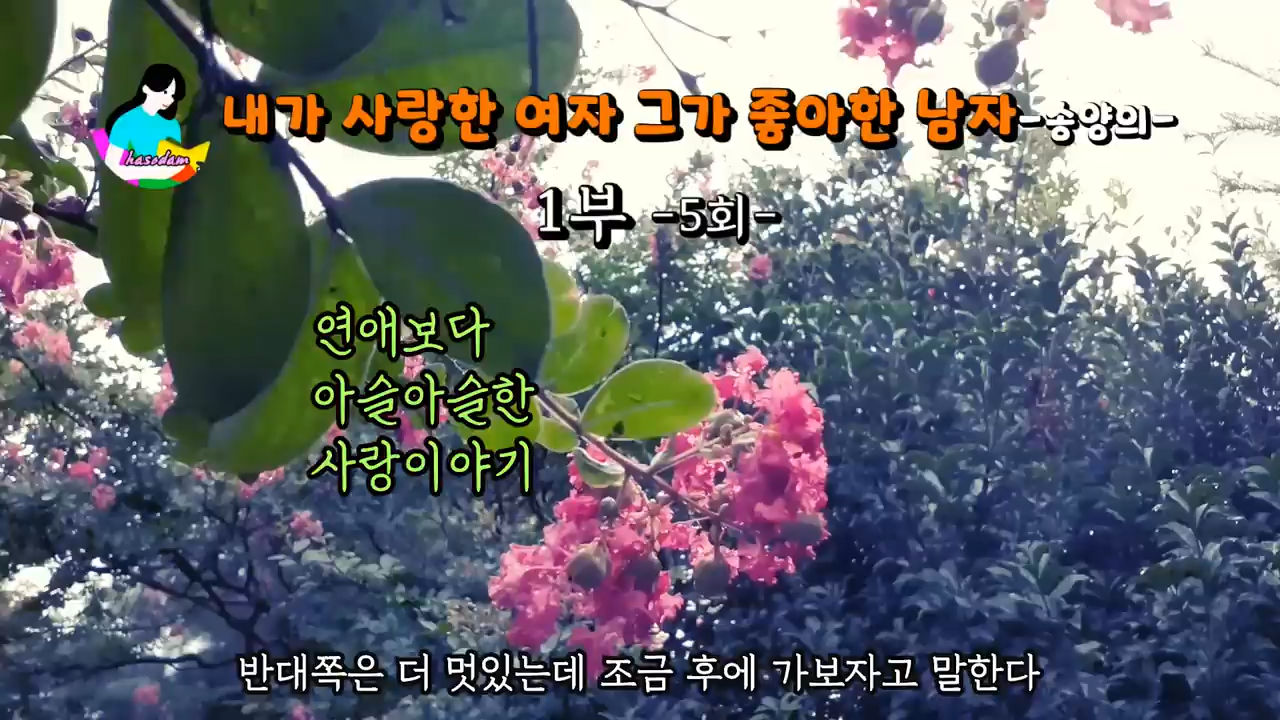 내가 사랑한 여자 그가 좋아한 남자-송양의-
hasodam
1부 -5회-
연애보다
아슬아슬한
사랑이야기
반대쪽은 더 멋있는데 조금 후에 가보자고 말한다